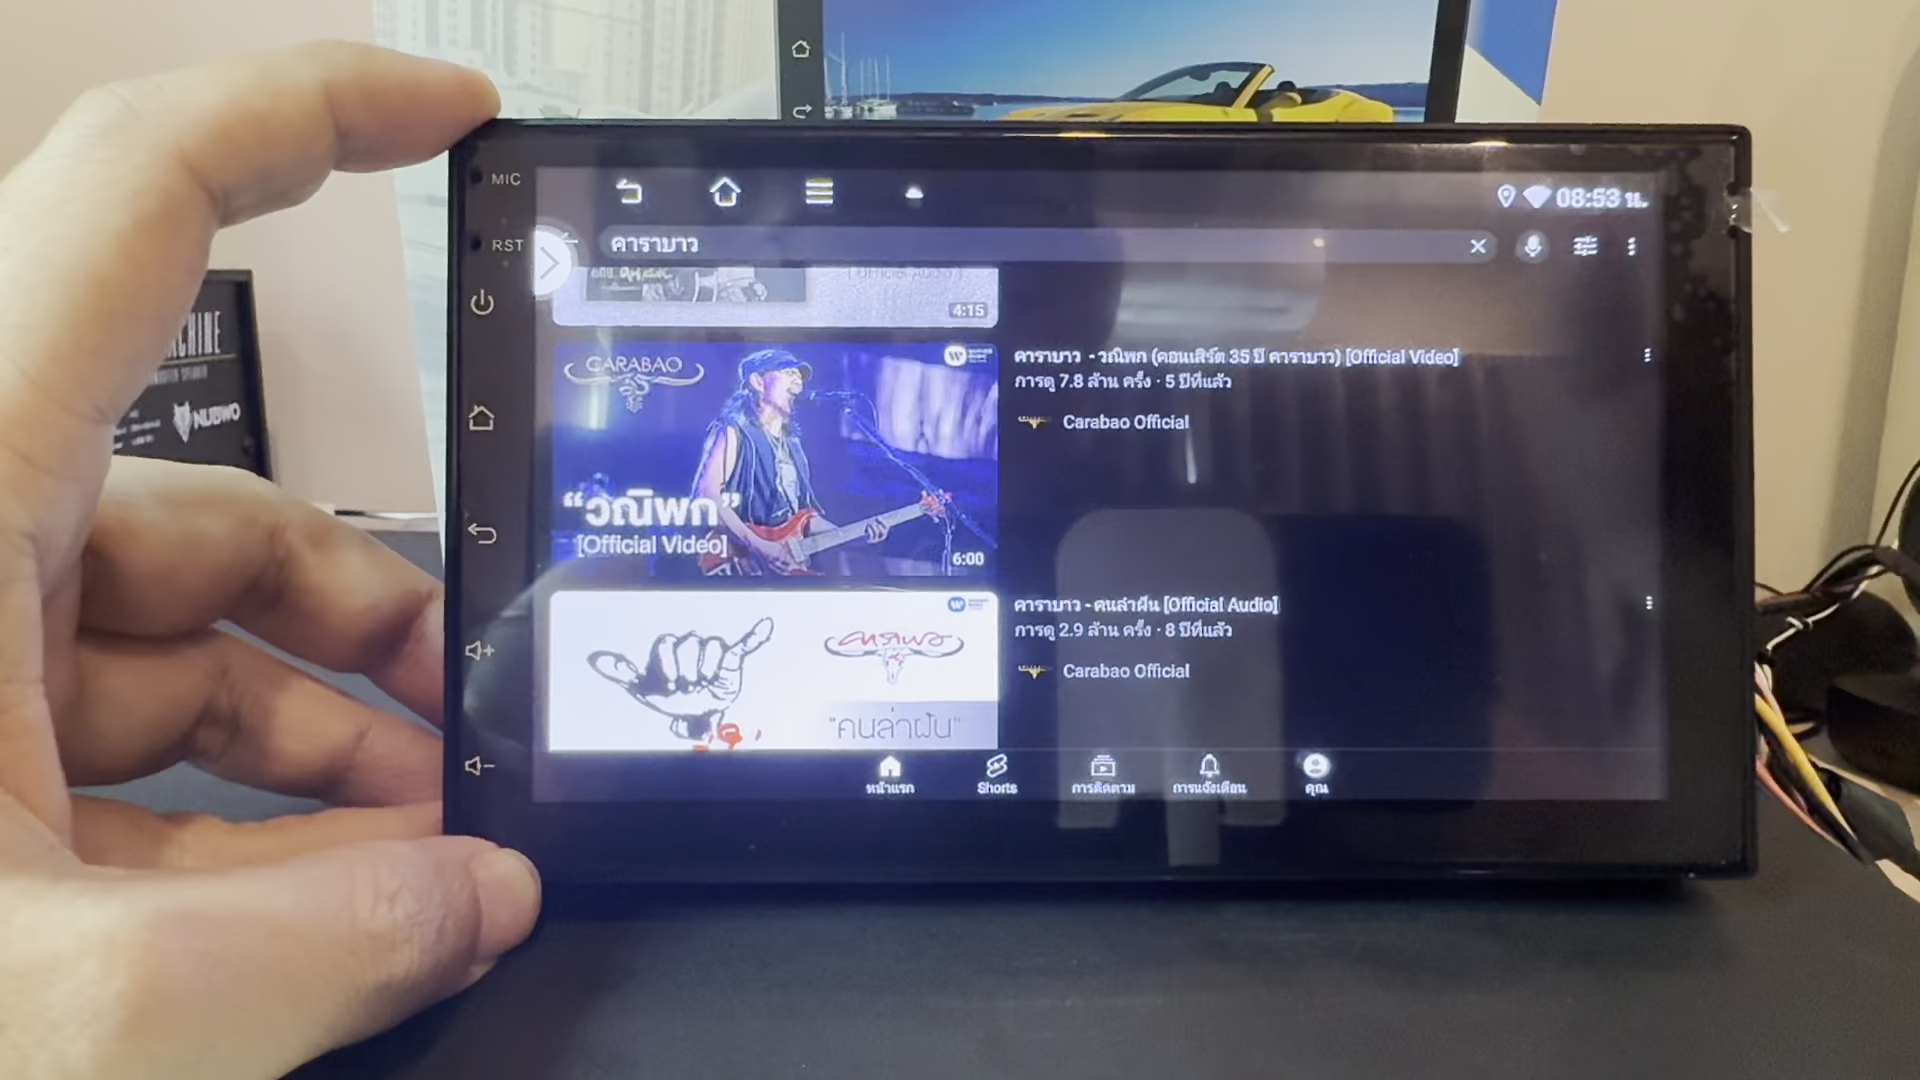 MIC
RST
08:53 น.
คาราบาว
4:15
CARABAO
"วณิพก"
[Official Video]
6:00
คาราบาว - วณิพก (คอนเสิร์ต 35 ปี คาราบาว) [Official Video]
การดู 7.8 ล้าน ครั้ง · 5 ปีที่แล้ว
Carabao Official
คาราบาว
"คนล่าฝัน"
คาราบาว - คนล่าฝัน [Official Audio]
การดู 2.9 ล้าน ครั้ง · 8 ปีที่แล้ว
Carabao Official
หน้าแรก
Shorts
การติดตาม
การแจ้งเตือน
คุณ
NUBWO